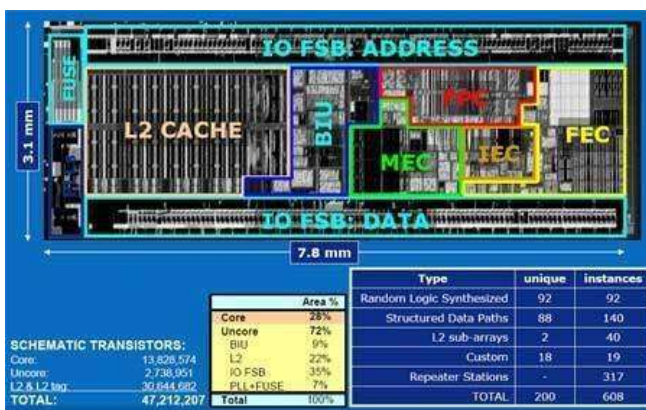 IO FSB: ADDRESS
FUSE
L2 CACHE
BIU
FPC
MEC
IEC
FEC
IO FSB: DATA
3.1 mm
7.8 mm
Type unique instances
Random Logic Synthesized 92 92
Structured Data Paths 88 140
L2 sub-arrays 2 40
Custom 18 19
Repeater Stations - 317
TOTAL 200 608
Area %
Core 28%
Uncore 72%
BIU 9%
L2 22%
IO FSB 35%
PLL+FUSE 7%
Total 100%
SCHEMATIC TRANSISTORS:
Core: 13,828,574
Uncore: 2,738,951
L2 & L2 tag: 30,644,682
TOTAL: 47,212,207